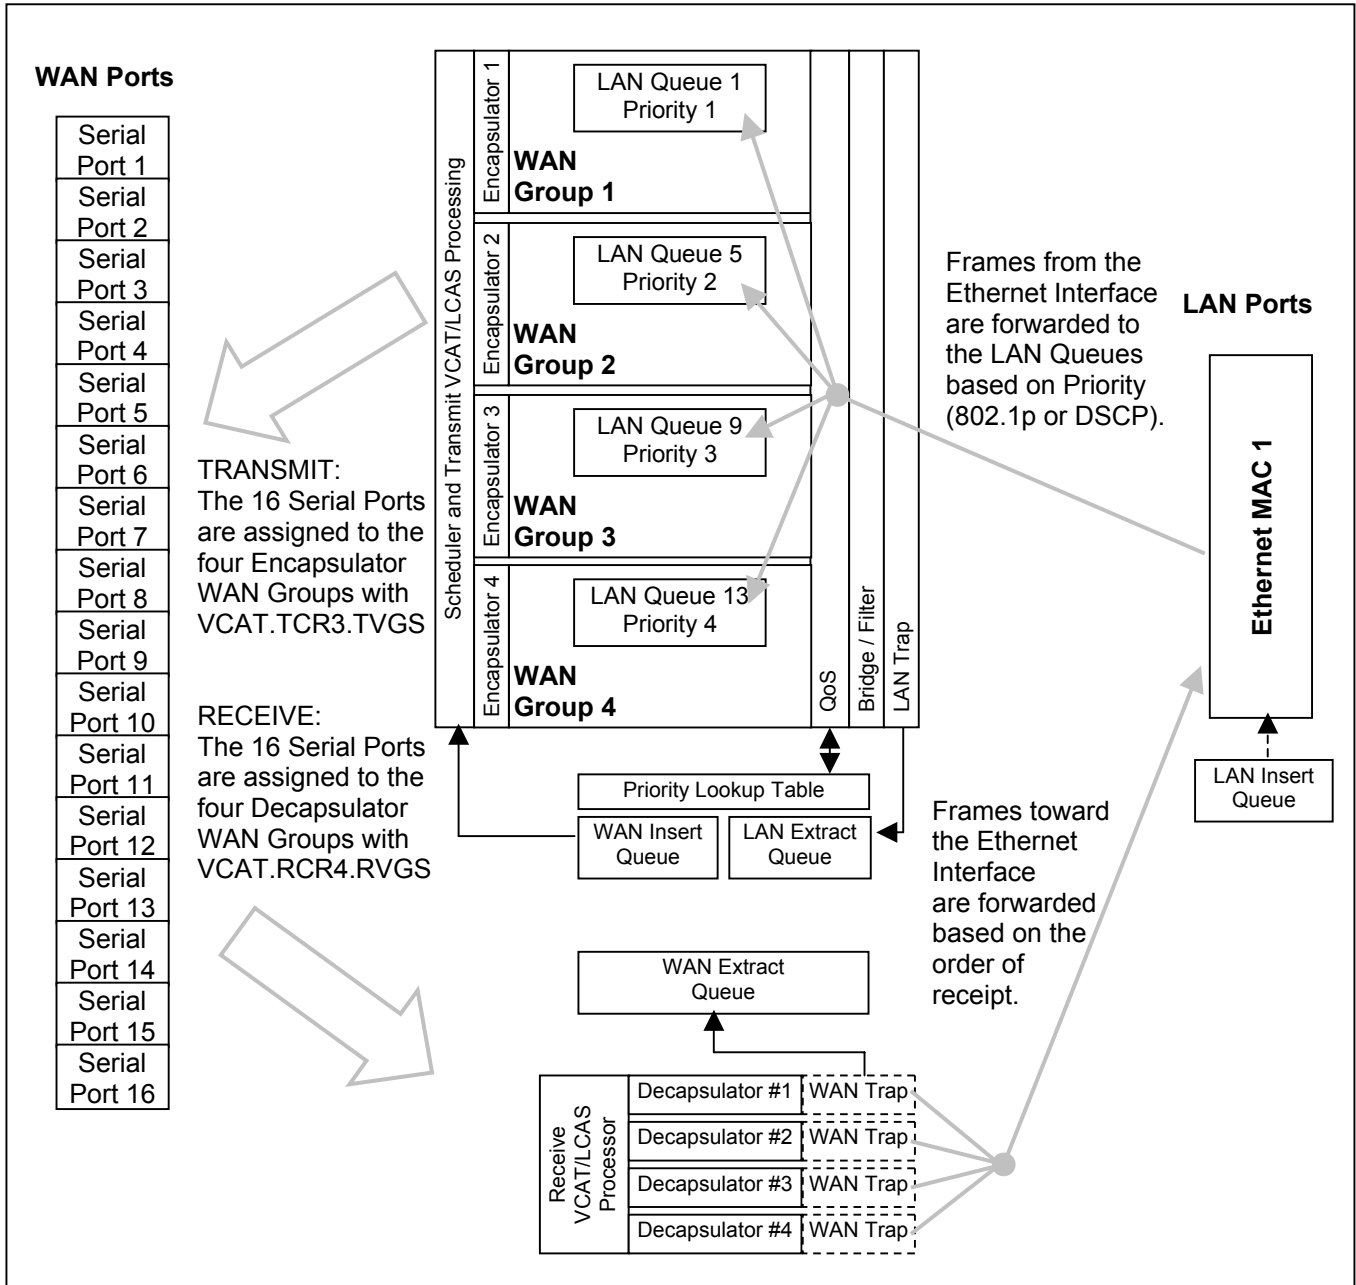 WAN Ports
Serial
Port 1
Serial
Port 2
Serial
Port 3
Serial
Port 4
Serial
Port 5
Serial
Port 6
Serial
Port 7
Serial
Port 8
Serial
Port 9
Serial
Port 10
Serial
Port 11
Serial
Port 12
Serial
Port 13
Serial
Port 14
Serial
Port 15
Serial
Port 16
TRANSMIT:
The 16 Serial Ports
are assigned to the
four Encapsulator
WAN Groups with
VCAT.TCR3.TVGS
RECEIVE:
The 16 Serial Ports
are assigned to the
four Decapsulator
WAN Groups with
VCAT.RCR4.RVGS
Scheduler and Transmit VCAT/LCAS Processing
Encapsulator 1
LAN Queue 1
Priority 1
WAN
Group 1
Encapsulator 2
LAN Queue 5
Priority 2
WAN
Group 2
Encapsulator 3
LAN Queue 9
Priority 3
WAN
Group 3
Encapsulator 4
LAN Queue 13
Priority 4
WAN
Group 4
QoS
Bridge / Filter
LAN Trap
Priority Lookup Table
WAN Insert
Queue
LAN Extract
Queue
Frames from the
Ethernet Interface
are forwarded to
the LAN Queues
based on Priority
(802.1p or DSCP).
LAN Ports
Ethernet MAC 1
LAN Insert
Queue
Frames toward
the Ethernet
Interface
are forwarded
based on the
order of
receipt.
WAN Extract
Queue
Receive
VCAT/LCAS
Processor
Decapsulator #1
WAN Trap
Decapsulator #2
WAN Trap
Decapsulator #3
WAN Trap
Decapsulator #4
WAN Trap